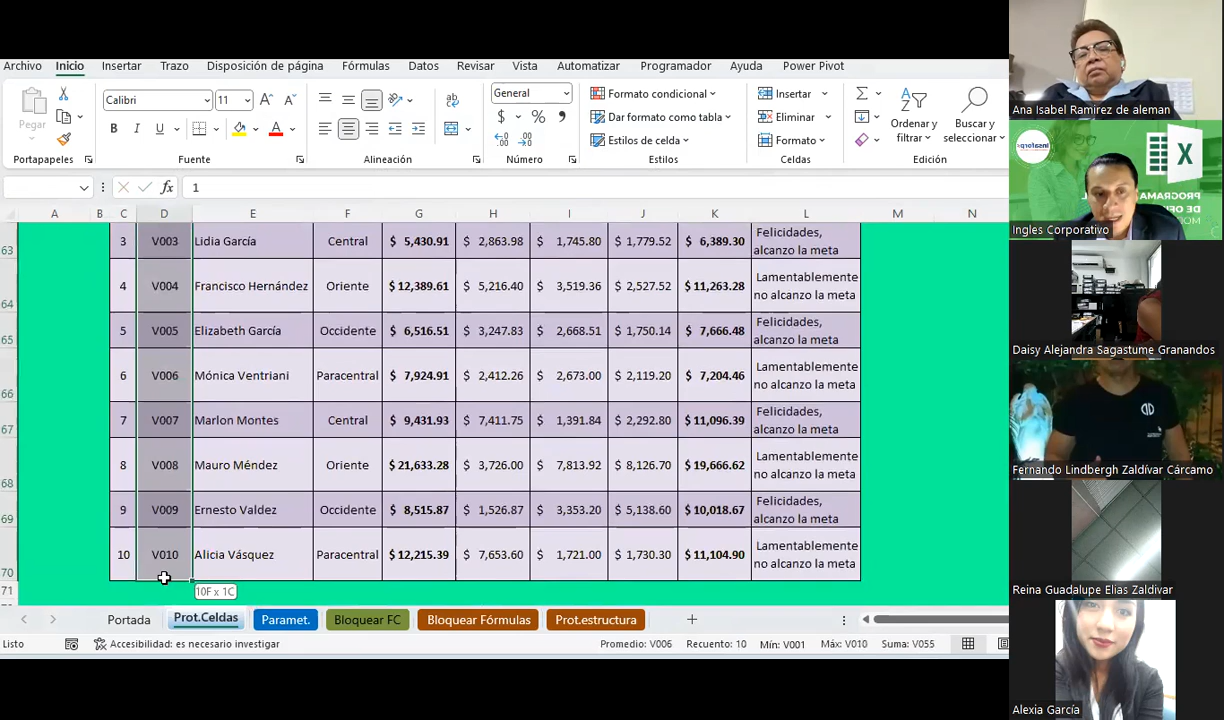 Archivo Inicio Insertar Trazo Disposición de página Fórmulas Datos Revisar Vista Automatizar Programador Ayuda Power Pivot
Pegar
Portapapeles
Calibri 11
N K S
Fuente
Alineación
General
$ % 000
Número
Formato condicional
Dar formato como tabla
Estilos de celda
Estilos
Insertar
Eliminar
Formato
Celdas
Ordenar y filtrar
Buscar y seleccionar
Edición
fx 1
A B C D E F G H I J K L M N
63 3 V003 Lidia García Central $ 5,430.91 $ 2,863.98 $ 1,745.80 $ 1,779.52 $ 6,389.30 Felicidades, alcanzo la meta
64 4 V004 Francisco Hernández Oriente $ 12,389.61 $ 5,216.40 $ 3,519.36 $ 2,527.52 $ 11,263.28 Lamentablemente no alcanzo la meta
65 5 V005 Elizabeth García Occidente $ 6,516.51 $ 3,247.83 $ 2,668.51 $ 1,750.14 $ 7,666.48 Felicidades, alcanzo la meta
66 6 V006 Mónica Ventriani Paracentral $ 7,924.91 $ 2,412.26 $ 2,673.00 $ 2,119.20 $ 7,204.46 Lamentablemente no alcanzo la meta
67 7 V007 Marlon Montes Central $ 9,431.93 $ 7,411.75 $ 1,391.84 $ 2,292.80 $ 11,096.39 Felicidades, alcanzo la meta
68 8 V008 Mauro Méndez Oriente $ 21,633.28 $ 3,726.00 $ 7,813.92 $ 8,126.70 $ 19,666.62 Lamentablemente no alcanzo la meta
69 9 V009 Ernesto Valdez Occidente $ 8,515.87 $ 1,526.87 $ 3,353.20 $ 5,138.60 $ 10,018.67 Felicidades, alcanzo la meta
70 10 V010 Alicia Vásquez Paracentral $ 12,215.39 $ 7,653.60 $ 1,721.00 $ 1,730.30 $ 11,104.90 Lamentablemente no alcanzo la meta
71
10F x 1C
Portada Prot.Celdas Paramet. Bloquear FC Bloquear Fórmulas Prot.estructura
Listo Accesibilidad: es necesario investigar Promedio: V006 Recuento: 10 Mín: V001 Máx: V010 Suma: V055
Ana Isabel Ramirez de aleman
Insaforp
PROGRAMA
DE OF
MO
Ingles Corporativo
Daisy Alejandra Sagastume Granandos
Fernando Lindbergh Zaldívar Cárcamo
Reina Guadalupe Elias Zaldivar
Alexia García